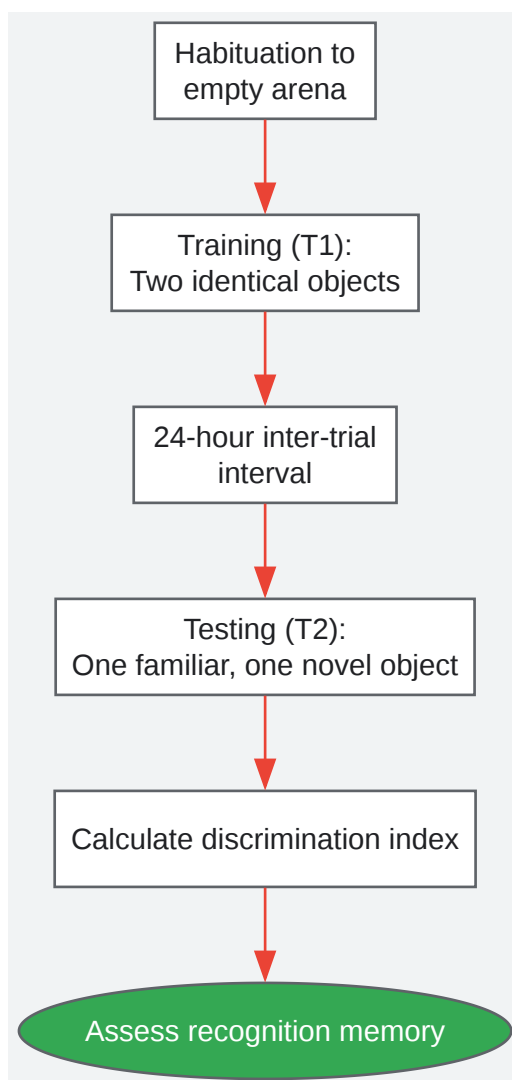 Habituation to
empty arena
Training (T1):
Two identical objects
24-hour inter-trial
interval
Testing (T2):
One familiar, one novel object
Calculate discrimination index
Assess recognition memory